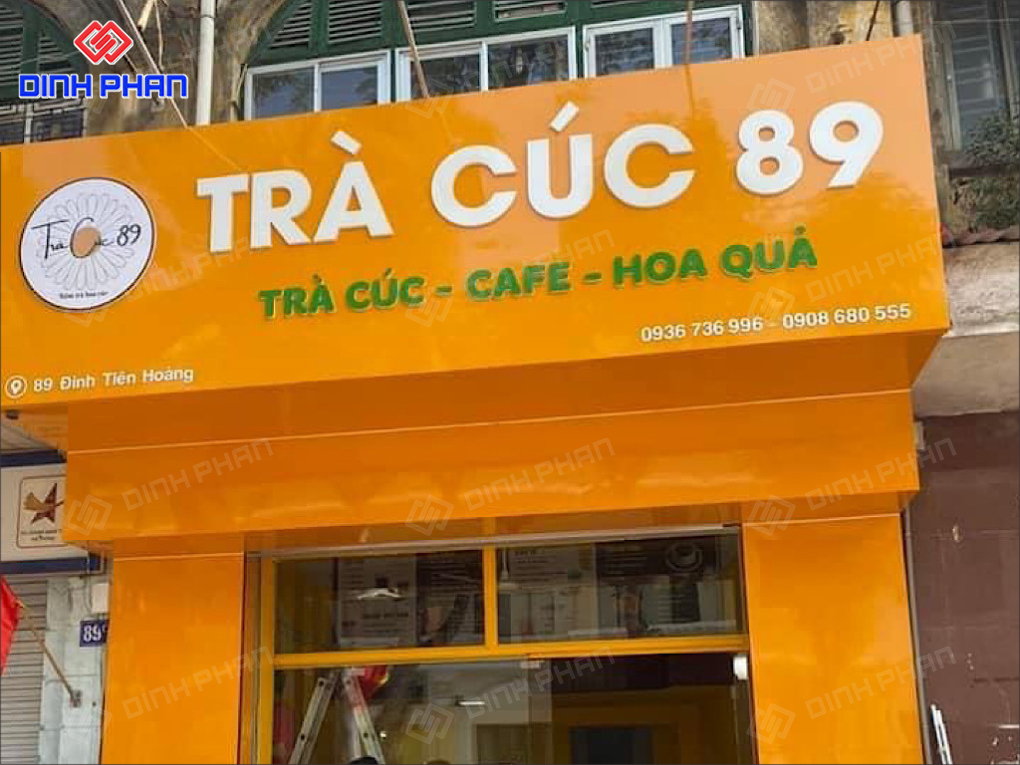 DINH PHAN
TRÀ CÚC 89
Trà Cúc 89
TRÀ CÚC - CAFE - HOA QUẢ
0936 736 996 - 0908 680 555
89 Đinh Tiên Hoàng
89